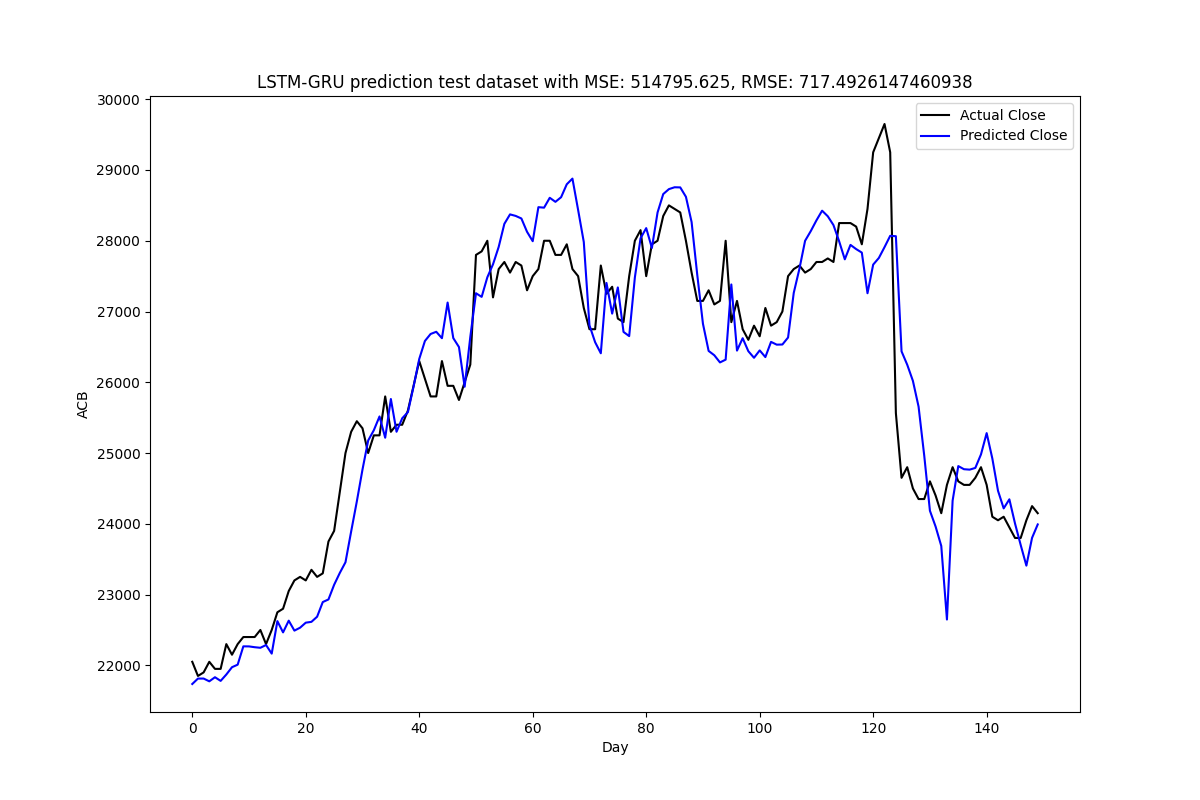 LSTM-GRU prediction test dataset with MSE: 514795.625, RMSE: 717.4926147460938
Actual Close
Predicted Close
30000
29000
28000
27000
26000
25000
24000
23000
22000
ACB
0 20 40 60 80 100 120 140
Day